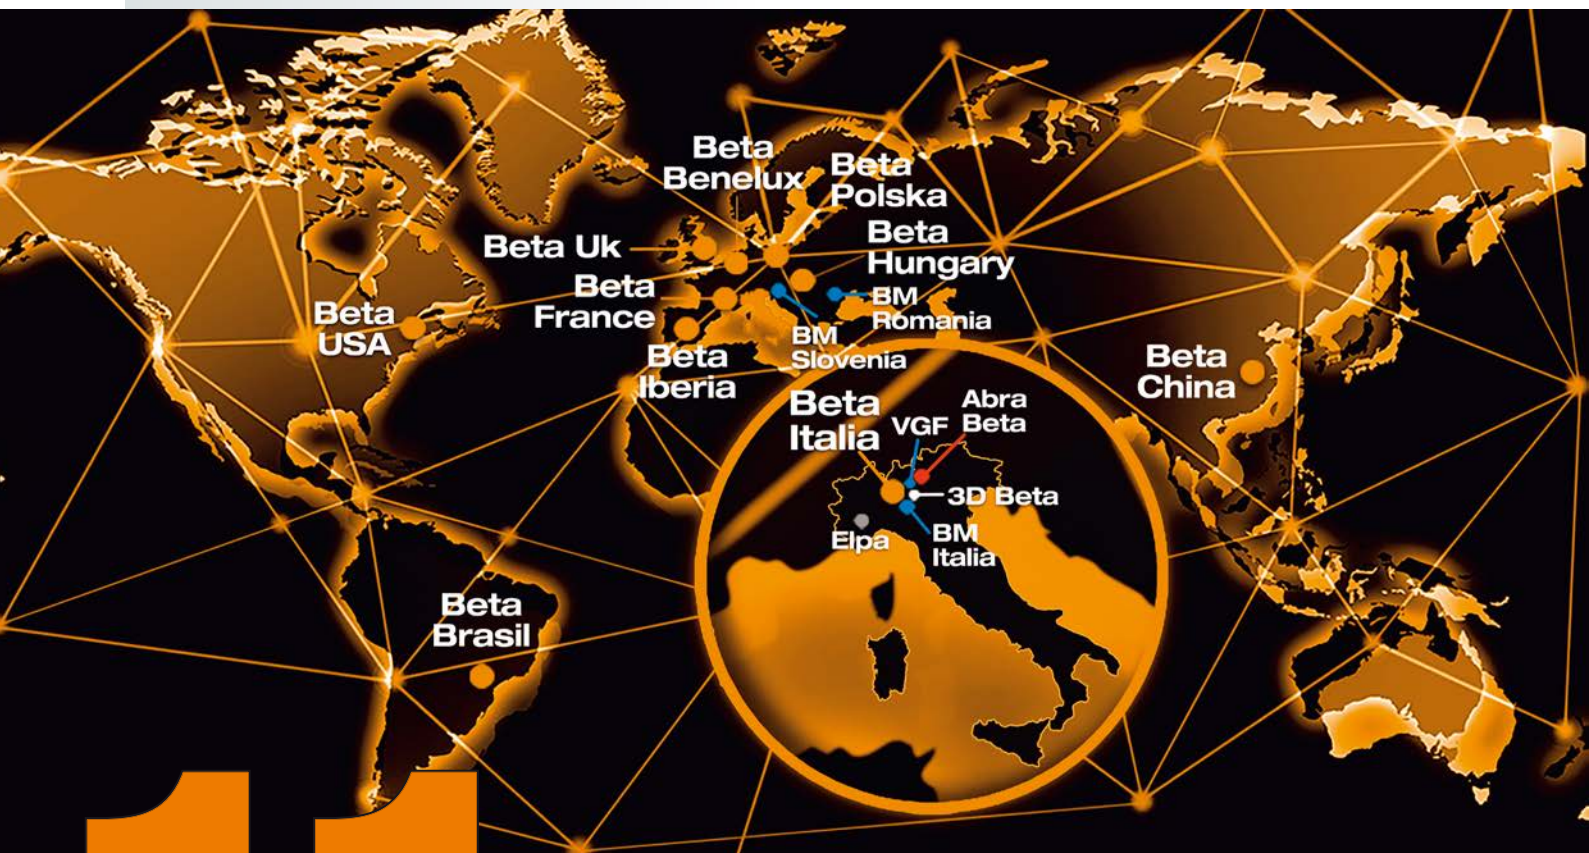 Beta
Benelux
Beta
Polska
Beta Uk
Beta
Hungary
Beta
France
BM
Romania
Beta
USA
BM
Slovenia
Beta
Iberia
Beta
China
Beta
Italia
VGF
Abra
Beta
3D Beta
Elpa
BM
Italia
Beta
Brasil
11